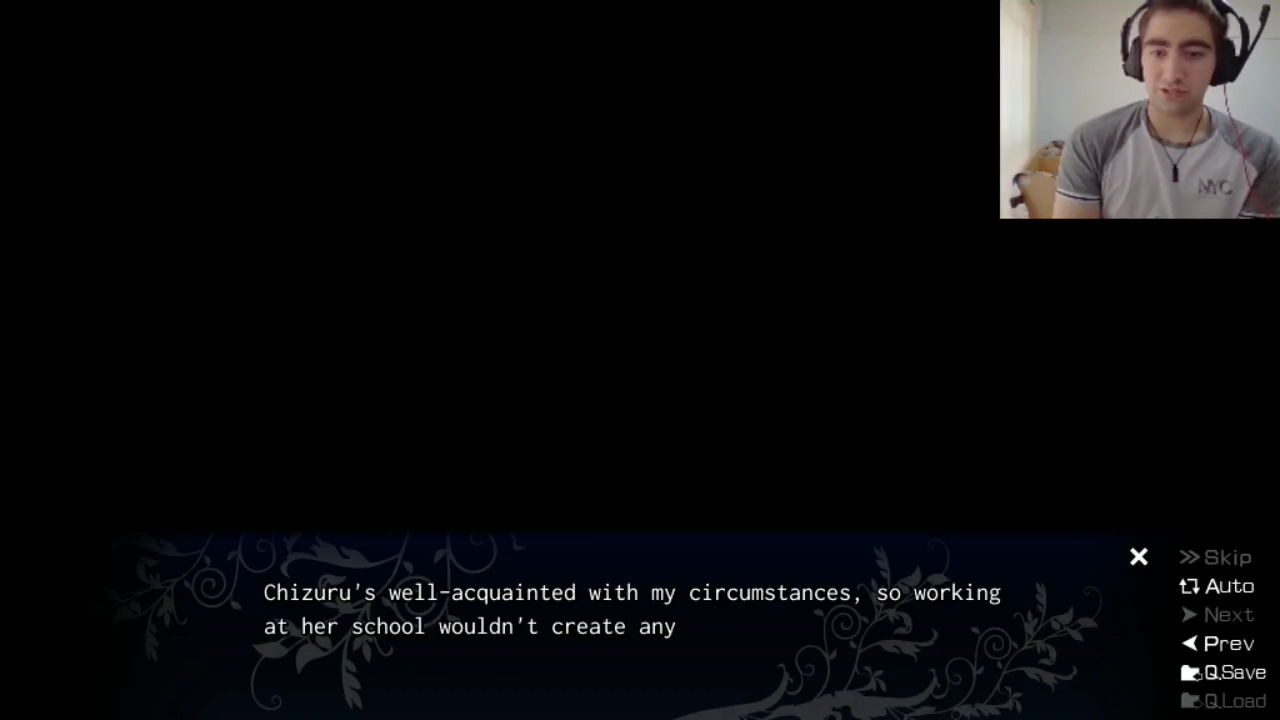 NYC
Chizuru's well-acquainted with my circumstances, so working
at her school wouldn't create any
Skip
Auto
Next
Prev
Q.Save
Q.Load